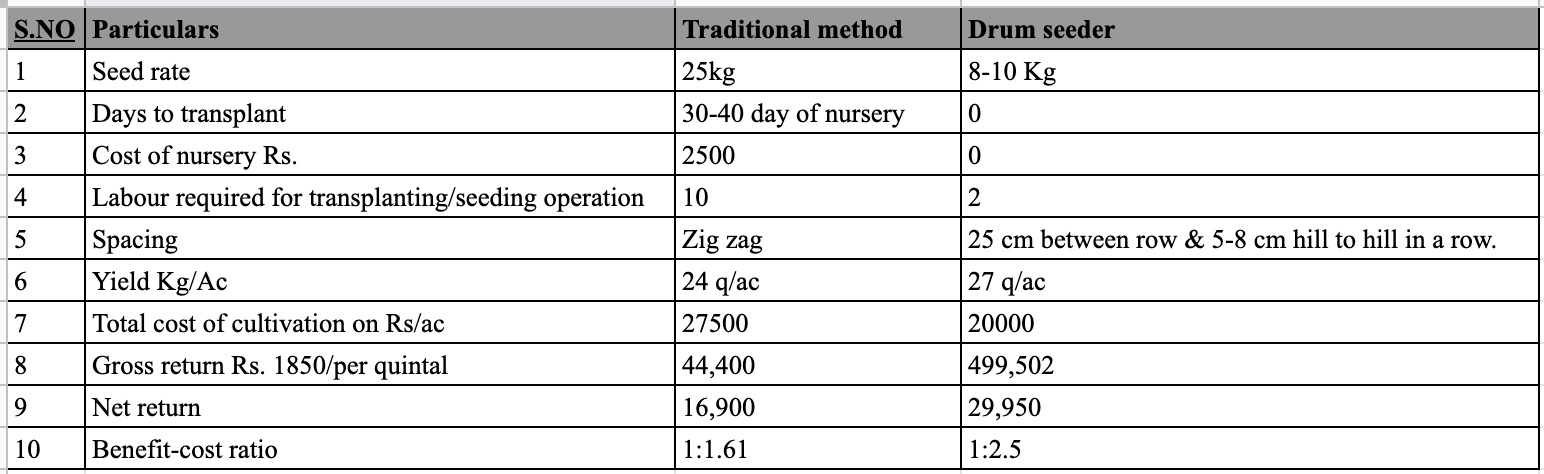 S.NO Particulars Traditional method Drum seeder
1 Seed rate 25kg 8-10 Kg
2 Days to transplant 30-40 day of nursery 0
3 Cost of nursery Rs. 2500 0
4 Labour required for transplanting/seeding operation 10 2
5 Spacing Zig zag 25 cm between row & 5-8 cm hill to hill in a row.
6 Yield Kg/Ac 24 q/ac 27 q/ac
7 Total cost of cultivation on Rs/ac 27500 20000
8 Gross return Rs. 1850/per quintal 44,400 499,502
9 Net return 16,900 29,950
10 Benefit-cost ratio 1:1.61 1:2.5